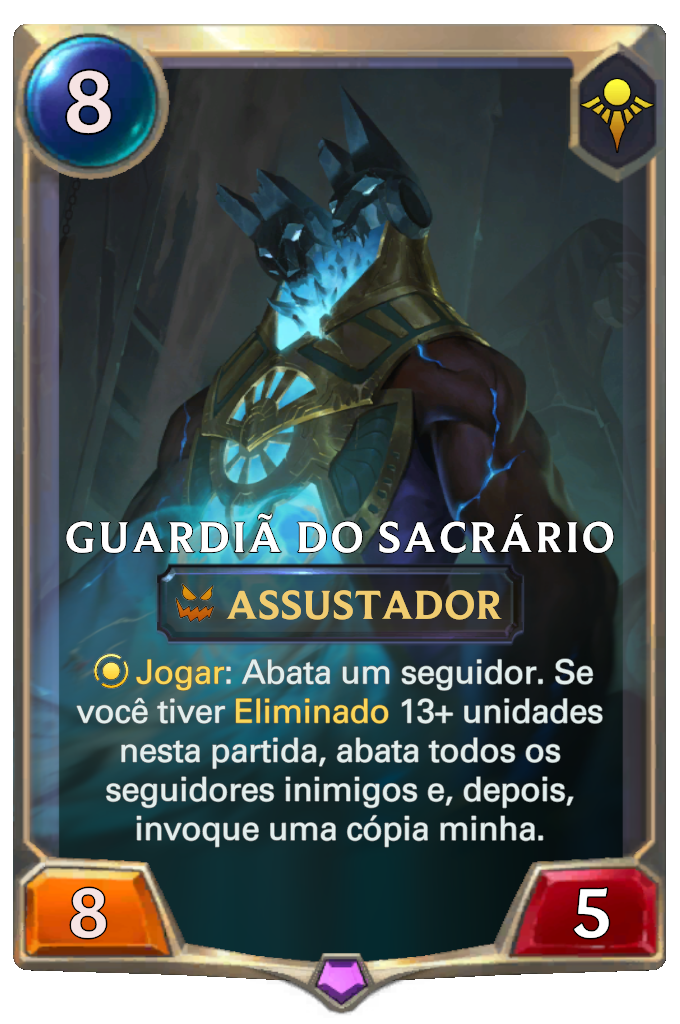 8
GUARDIÃ DO SACRÁRIO
ASSUSTADOR
Jogar: Abata um seguidor. Se
você tiver Eliminado 13+ unidades
nesta partida, abata todos os
seguidores inimigos e, depois,
invoque uma cópia minha.
8
5